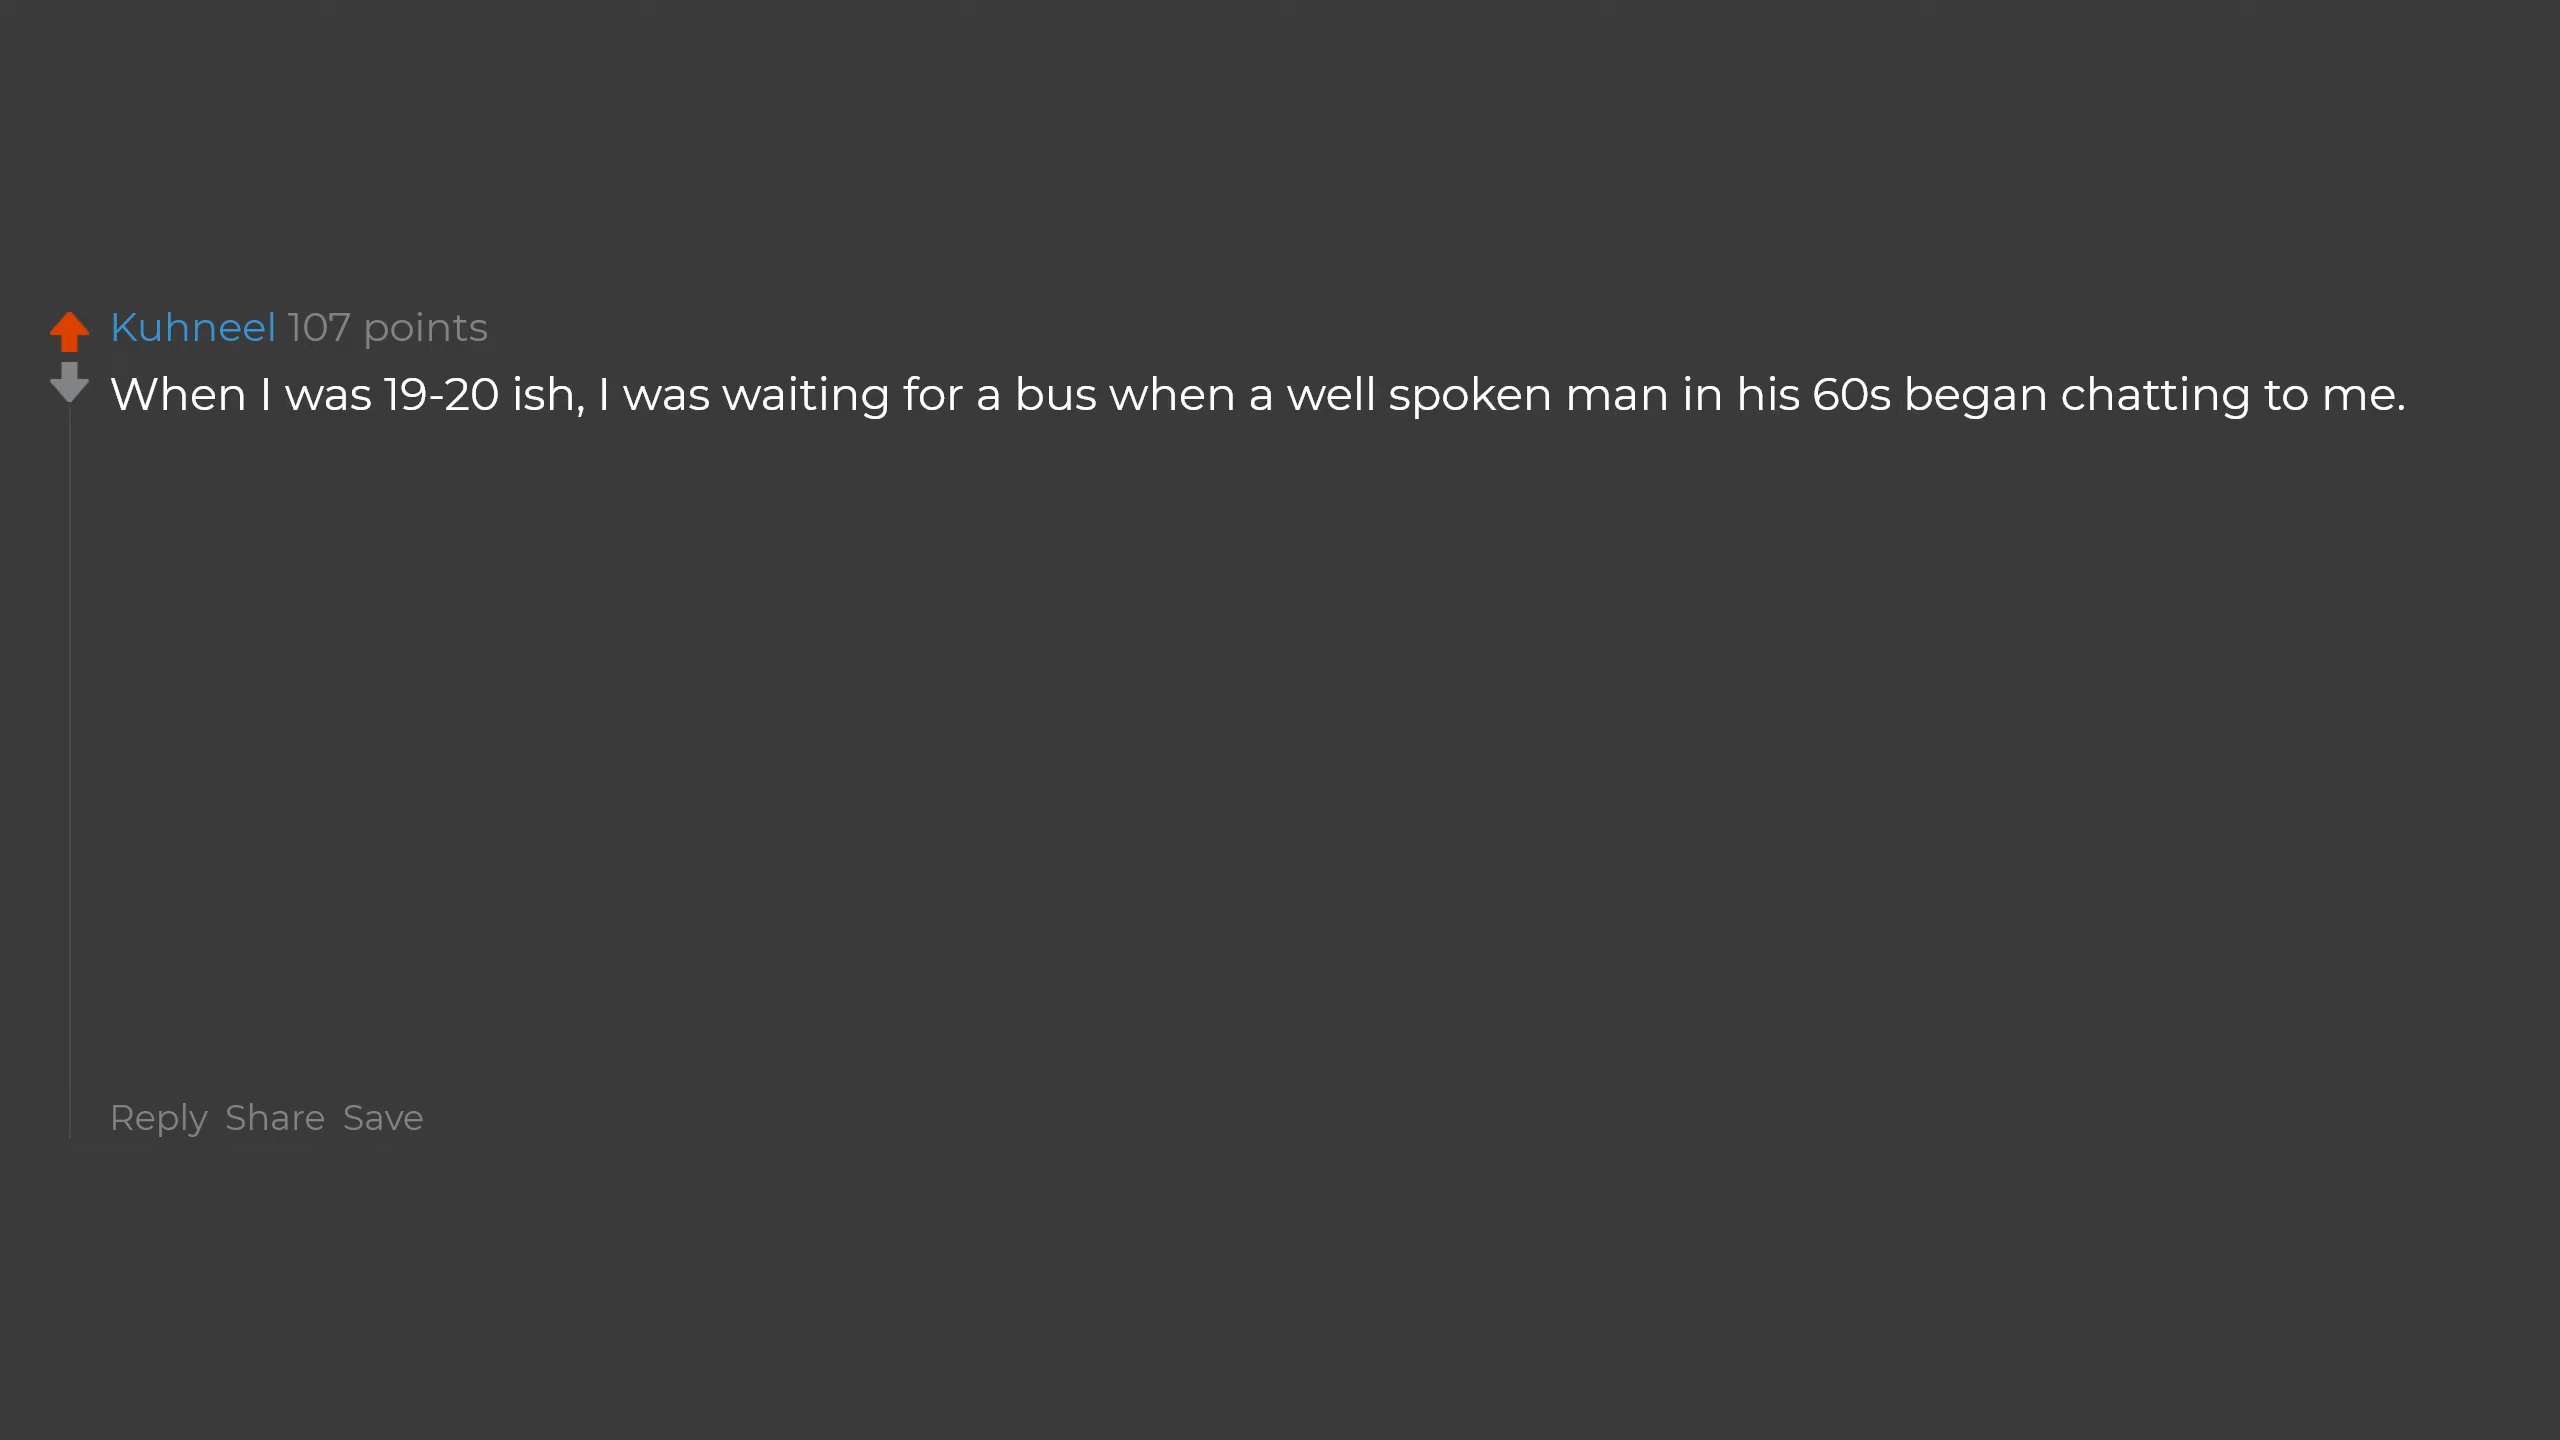 Kuhneel 107 points
When I was 19-20 ish, I was waiting for a bus when a well spoken man in his 60s began chatting to me.
Reply Share Save